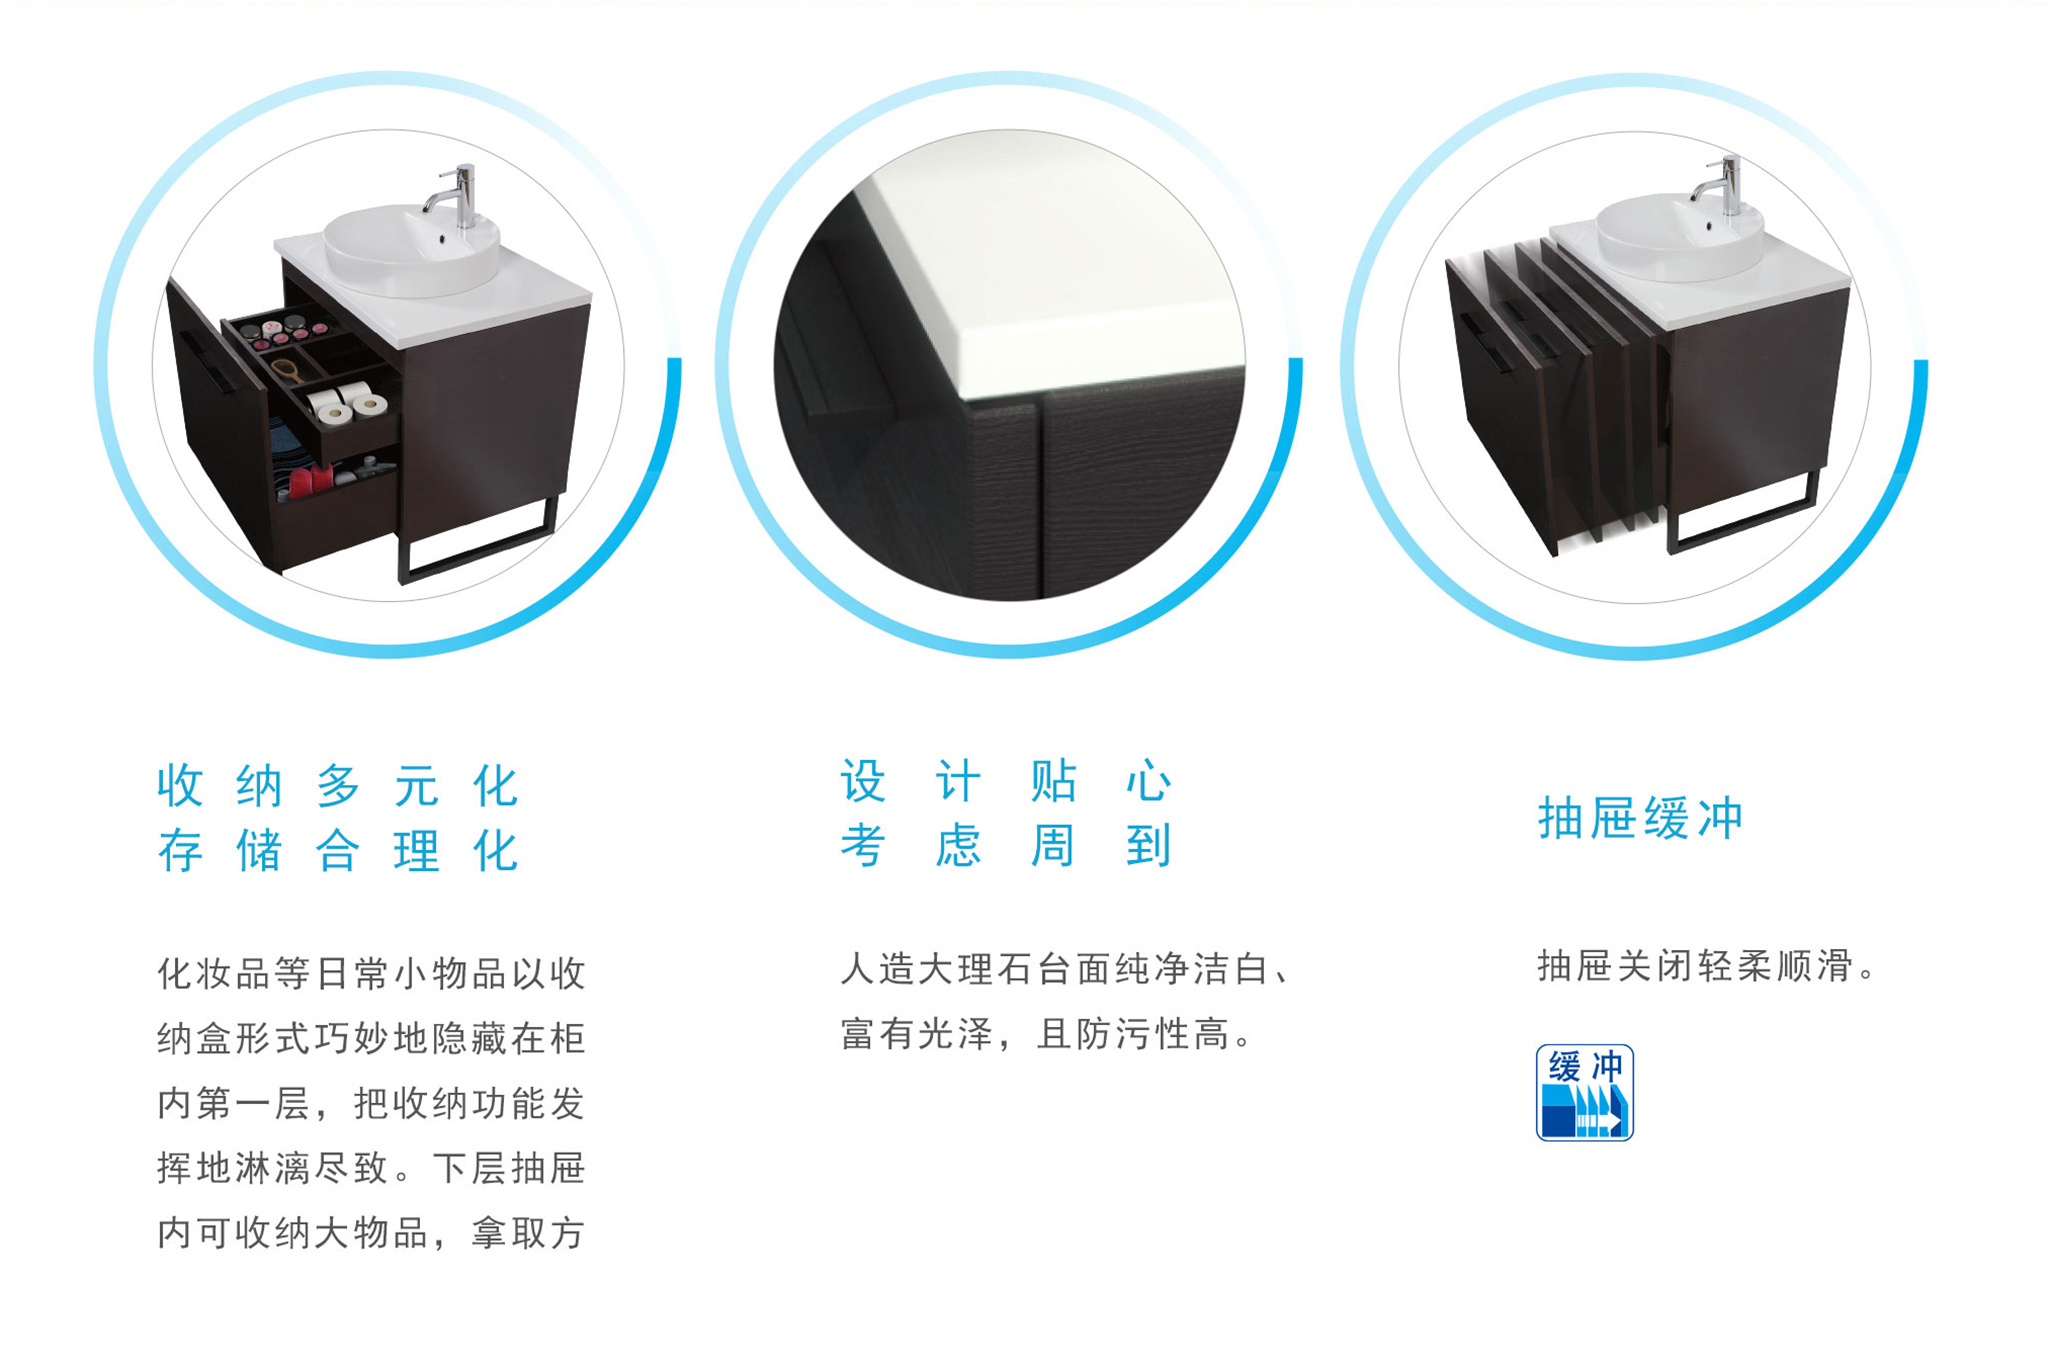 收纳多元化
存储合理化
化妆品等日常小物品以收
纳盒形式巧妙地隐藏在柜
内第一层，把收纳功能发
挥地淋漓尽致。下层抽屉
内可收纳大物品，拿取方
设计贴心
考虑周到
人造大理石台面纯净洁白、
富有光泽，且防污性高。
抽屉缓冲
抽屉关闭轻柔顺滑。
缓冲